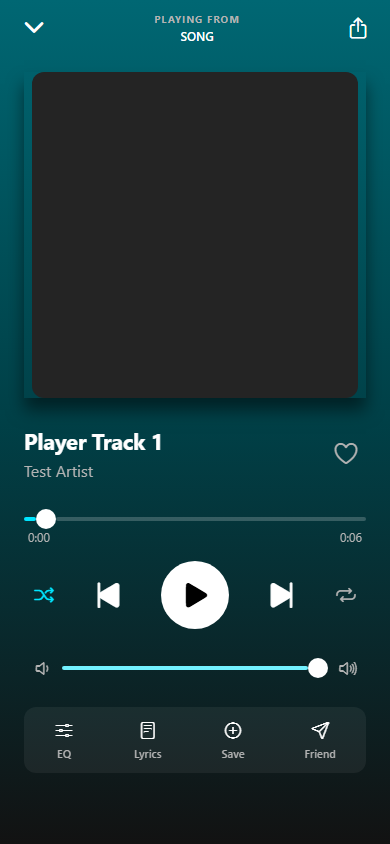 PLAYING FROM
SONG
Player Track 1
Test Artist
0:00
0:06
EQ
Lyrics
Save
Friend